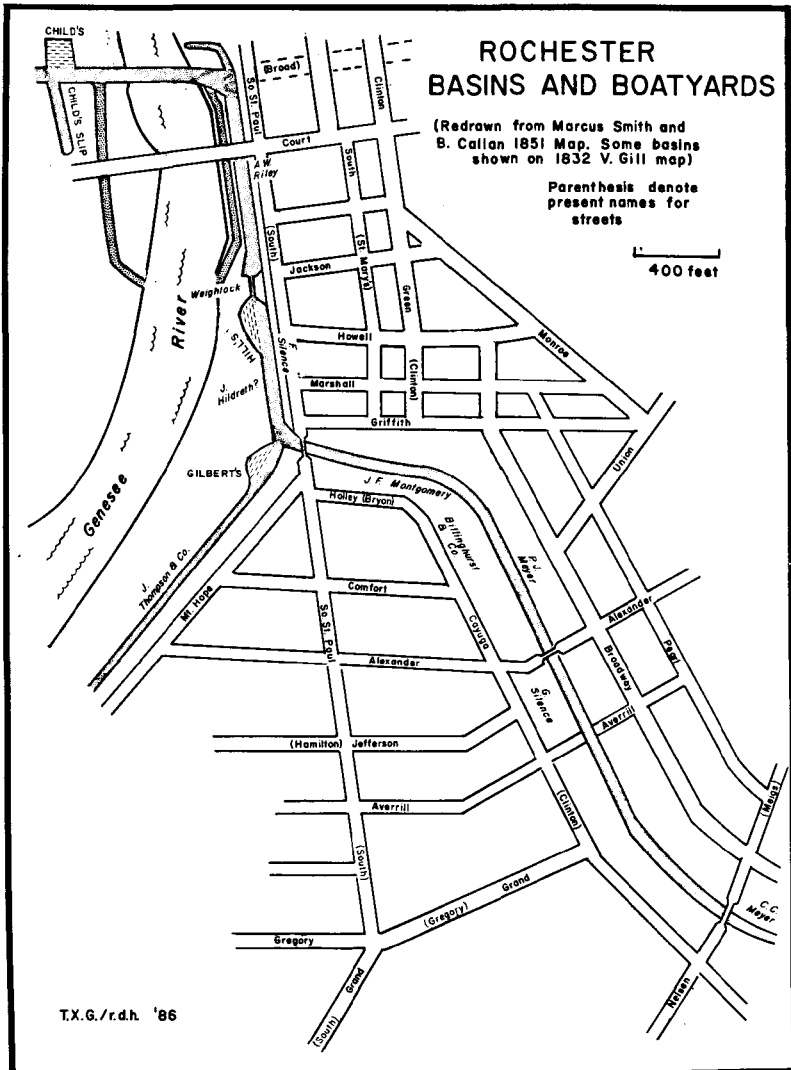 CHILD'S
ROCHESTER
BASINS AND BOATYARDS
(Redrawn from Marcus Smith and
B. Callan 1851 Map. Some basins
shown on 1832 V. Gill map)
Parenthesis denote
present names for
streets
400 feet
(Broad)
Clinton
So St. Paul
CHILD'S SLIP
Court
A.W.
Riley
South
(South)
(St Mary's)
Jackson
Green
Weighlock
River
HILL'S
F.
Silence
Howell
Monroe
(Clinton)
Marshall
J.
Hildreth?
Griffith
Union
GILBERT'S
Genesee
J.F. Montgomery
Holley (Bryon)
Billinghurst
& Co
P.J.
Meyer
J.
Thompson & Co.
Mt. Hope
Comfort
So St. Paul
Cayuga
Alexander
Alexander
Broadway
Pearl
G
Silence
Averrill
(Hamilton) Jefferson
Averrill
(Clinton)
(Meigs)
(South)
(Gregory) Grand
C.C.
Meyer
Gregory
Nelsen
(South) Grand
T.X.G./r.d.h. '86